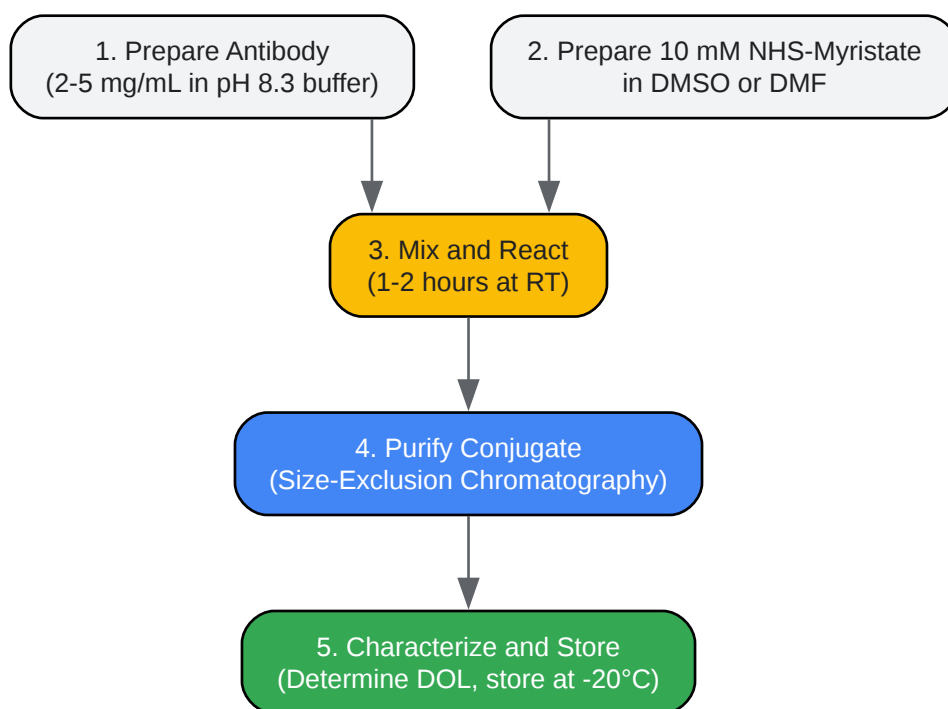 1. Prepare Antibody
(2-5 mg/mL in pH 8.3 buffer)
2. Prepare 10 mM NHS-Myristate
in DMSO or DMF
3. Mix and React
(1-2 hours at RT)
4. Purify Conjugate
(Size-Exclusion Chromatography)
5. Characterize and Store
(Determine DOL, store at -20°C)